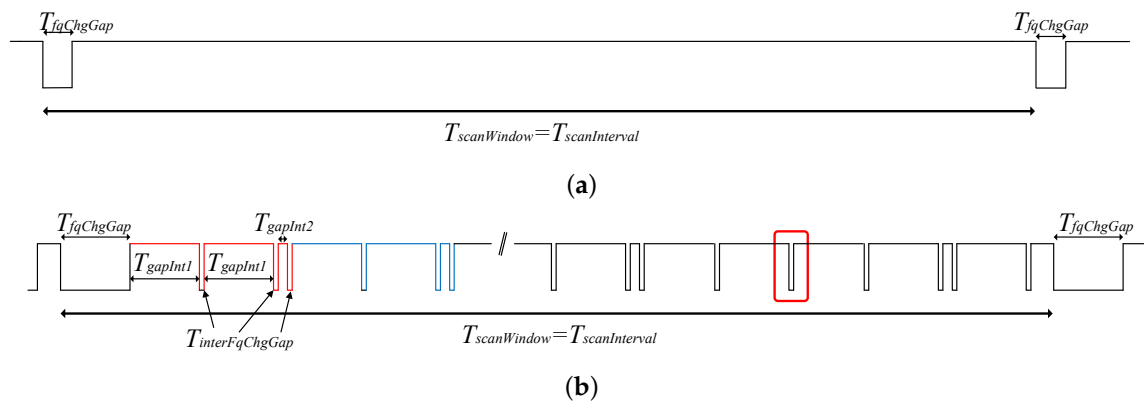 TfqChgGap TfqChgGap
TscanWindow=TscanInterval
(a)
TfqChgGap TgapInt2 TfqChgGap
//
TgapInt1 TgapInt1
TinterFqChgGap
TscanWindow=TscanInterval
(b)